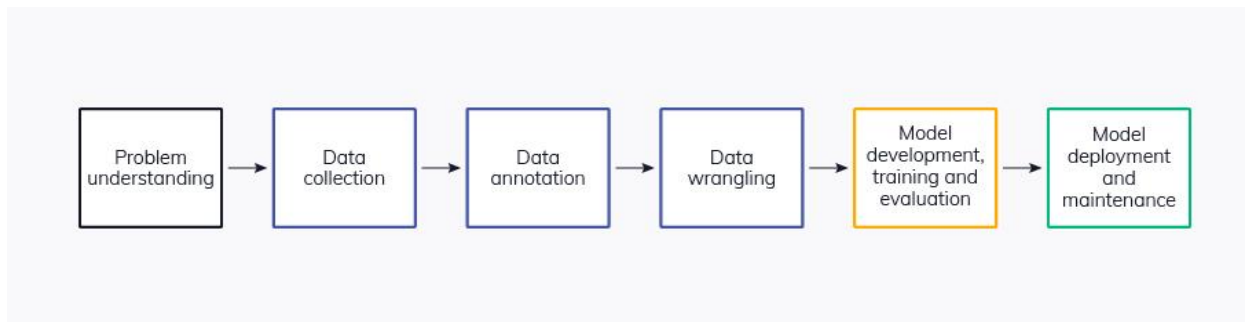 Problem
understanding
Data
collection
Data
annotation
Data
wrangling
Model
development,
training and
evaluation
Model
deployment
and
maintenance